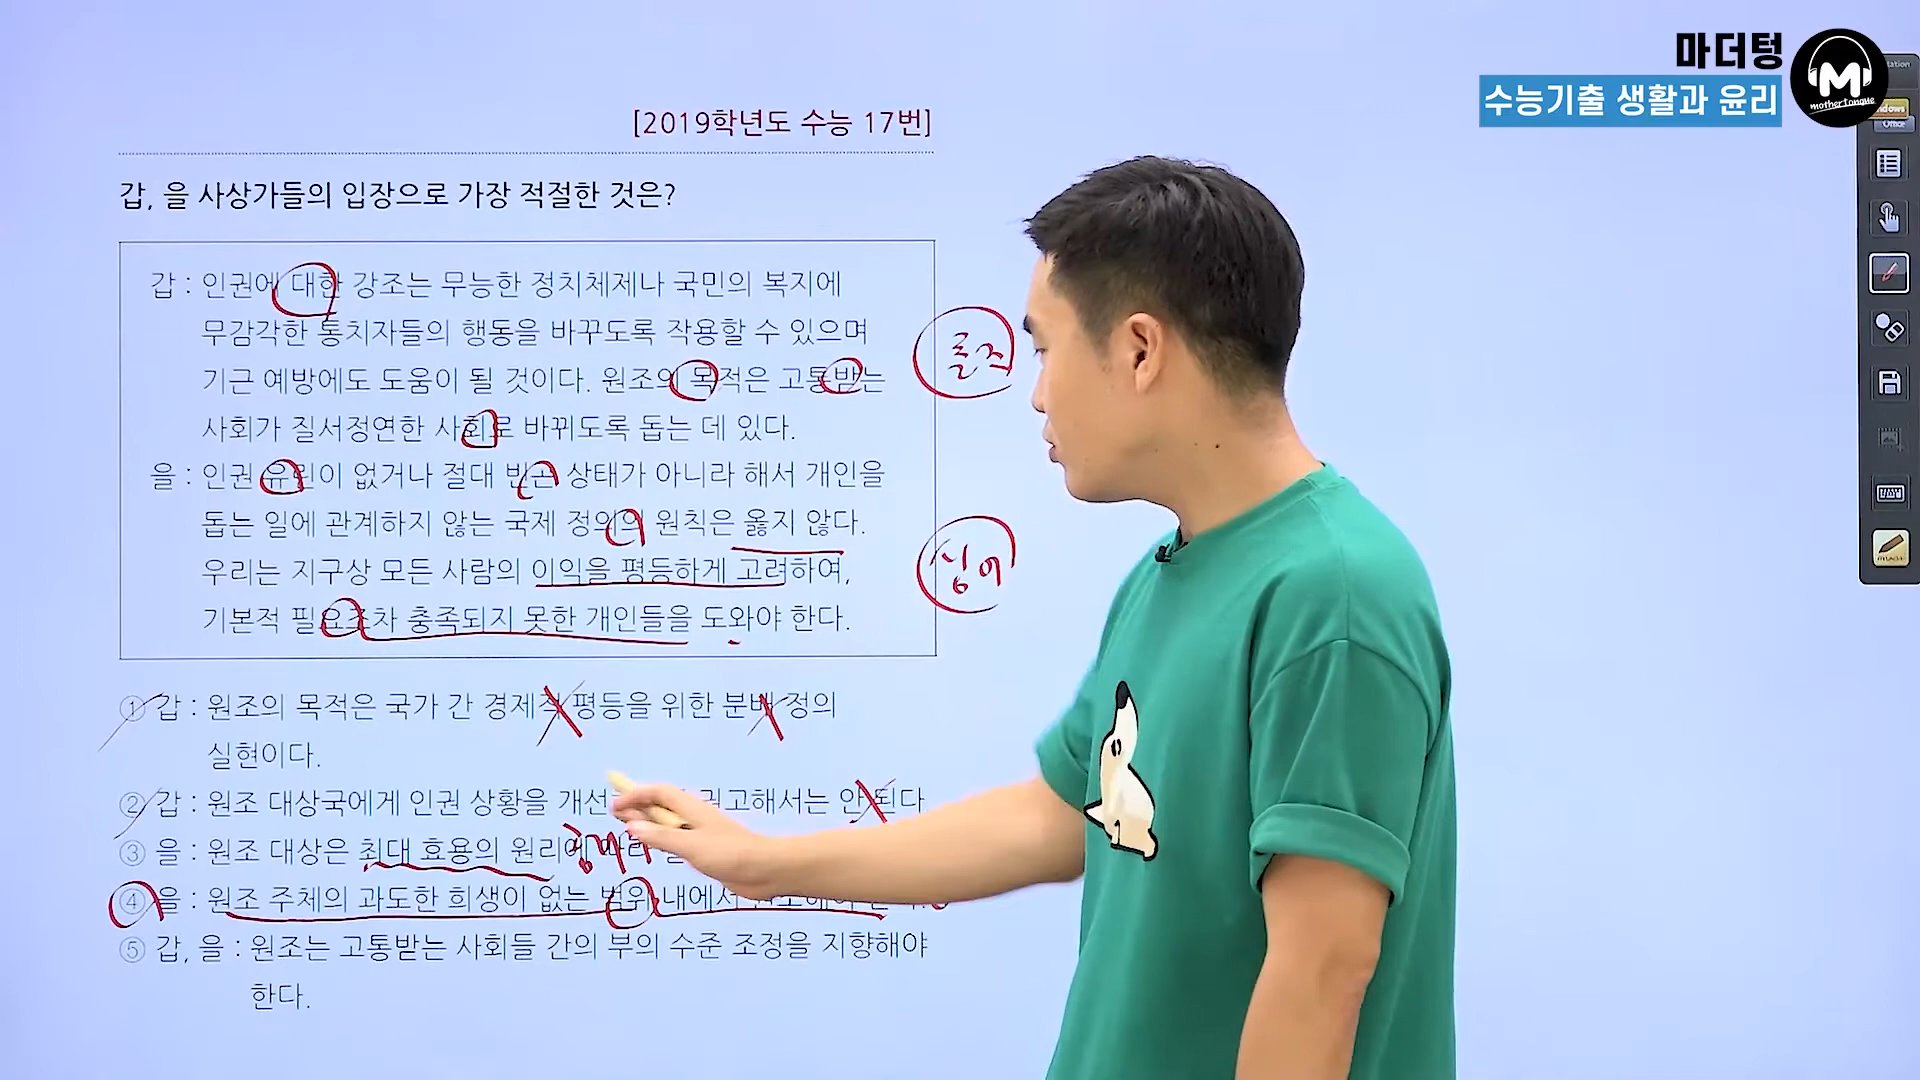 마더텅
수능기출 생활과 윤리
M
mothertongue
[2019학년도 수능 17번]
갑, 을 사상가들의 입장으로 가장 적절한 것은?
갑 : 인권에 대한 강조는 무능한 정치체제나 국민의 복지에
무감각한 통치자들의 행동을 바꾸도록 작용할 수 있으며
기근 예방에도 도움이 될 것이다. 원조의 목적은 고통받는
사회가 질서정연한 사회로 바뀌도록 돕는 데 있다.
롤즈
을 : 인권 유린이 없거나 절대 빈곤 상태가 아니라 해서 개인을
돕는 일에 관계하지 않는 국제 정의의 원칙은 옳지 않다.
우리는 지구상 모든 사람의 이익을 평등하게 고려하여,
기본적 필요조차 충족되지 못한 개인들을 도와야 한다.
싱어
① 갑 : 원조의 목적은 국가 간 경제적 평등을 위한 분배 정의
실현이다.
② 갑 : 원조 대상국에게 인권 상황을 개선 권고해서는 안 된다
③ 을 : 원조 대상은 최대 효용의 원리에 따라
④ 을 : 원조 주체의 과도한 희생이 없는 범위 내에서
⑤ 갑, 을 : 원조는 고통받는 사회들 간의 부의 수준 조정을 지향해야
한다.